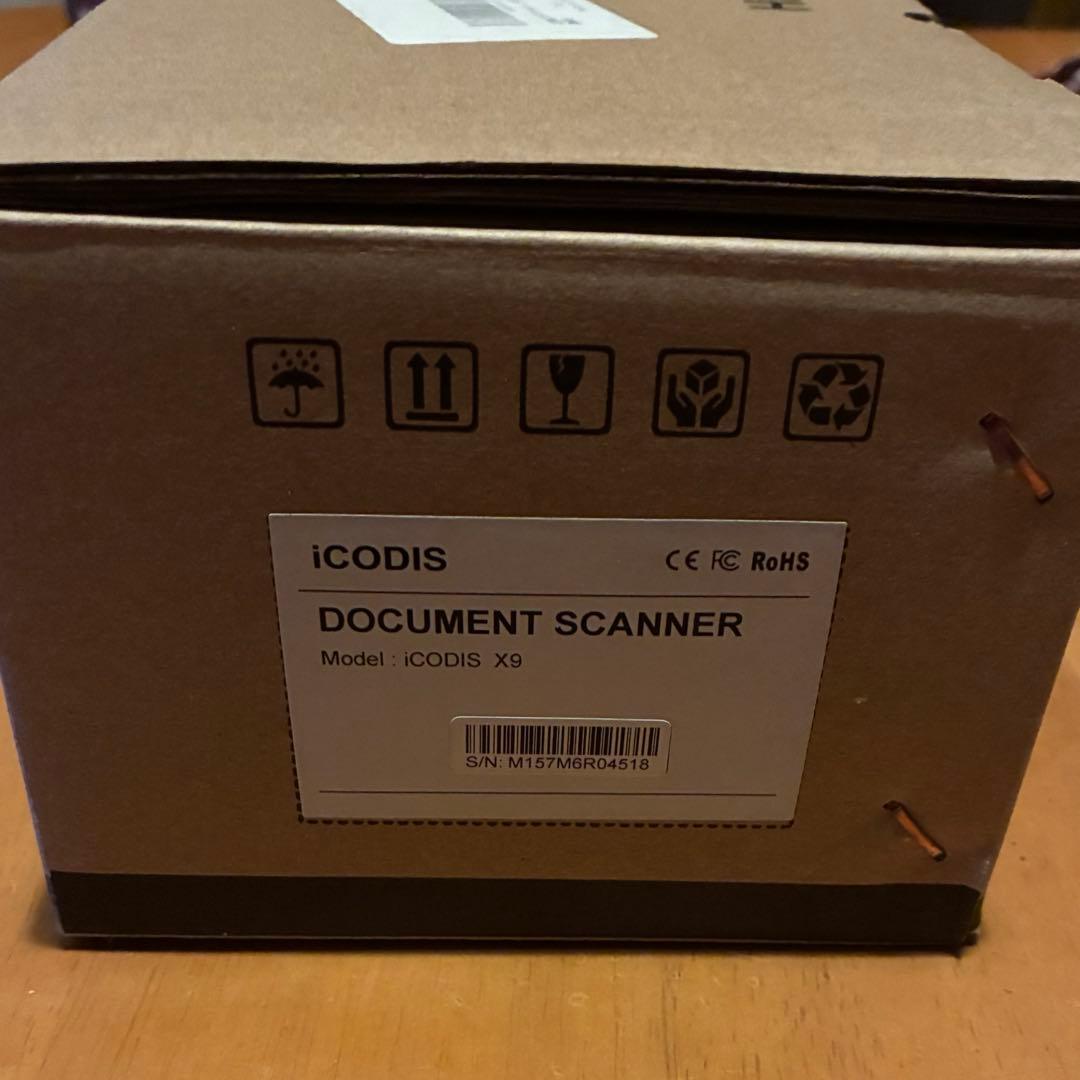 iCODIS
CE FC RoHS
DOCUMENT SCANNER
Model : iCODIS X9
S/N: M157M6R04518